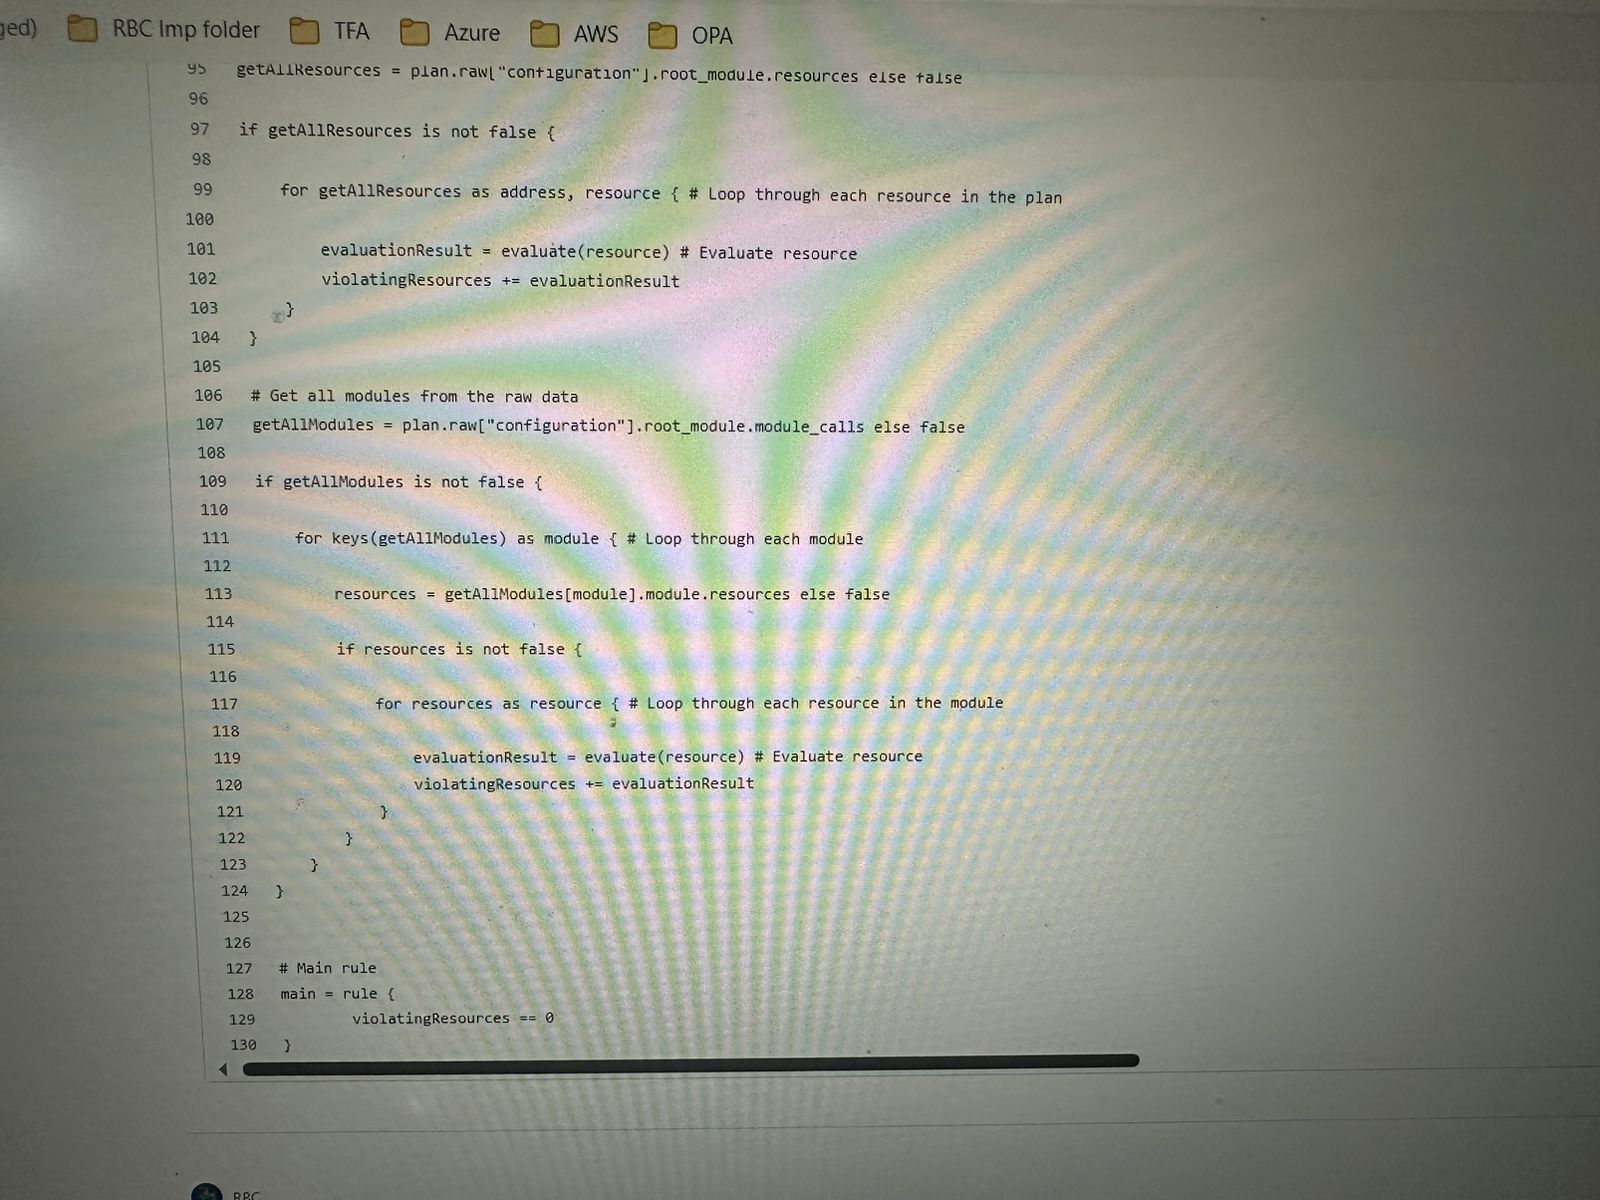 ged) RBC Imp folder TFA Azure AWS OPA
95 getAllResources = plan.raw["configuration"].root_module.resources else false
96
97 if getAllResources is not false {
98
99 for getAllResources as address, resource { # Loop through each resource in the plan
100
101 evaluationResult = evaluate(resource) # Evaluate resource
102 violatingResources += evaluationResult
103 }
104 }
105
106 # Get all modules from the raw data
107 getAllModules = plan.raw["configuration"].root_module.module_calls else false
108
109 if getAllModules is not false {
110
111 for keys(getAllModules) as module { # Loop through each module
112
113 resources = getAllModules[module].module.resources else false
114
115 if resources is not false {
116
117 for resources as resource { # Loop through each resource in the module
118
119 evaluationResult = evaluate(resource) # Evaluate resource
120 violatingResources += evaluationResult
121 }
122 }
123 }
124 }
125
126
127 # Main rule
128 main = rule {
129 violatingResources == 0
130 }
RBC